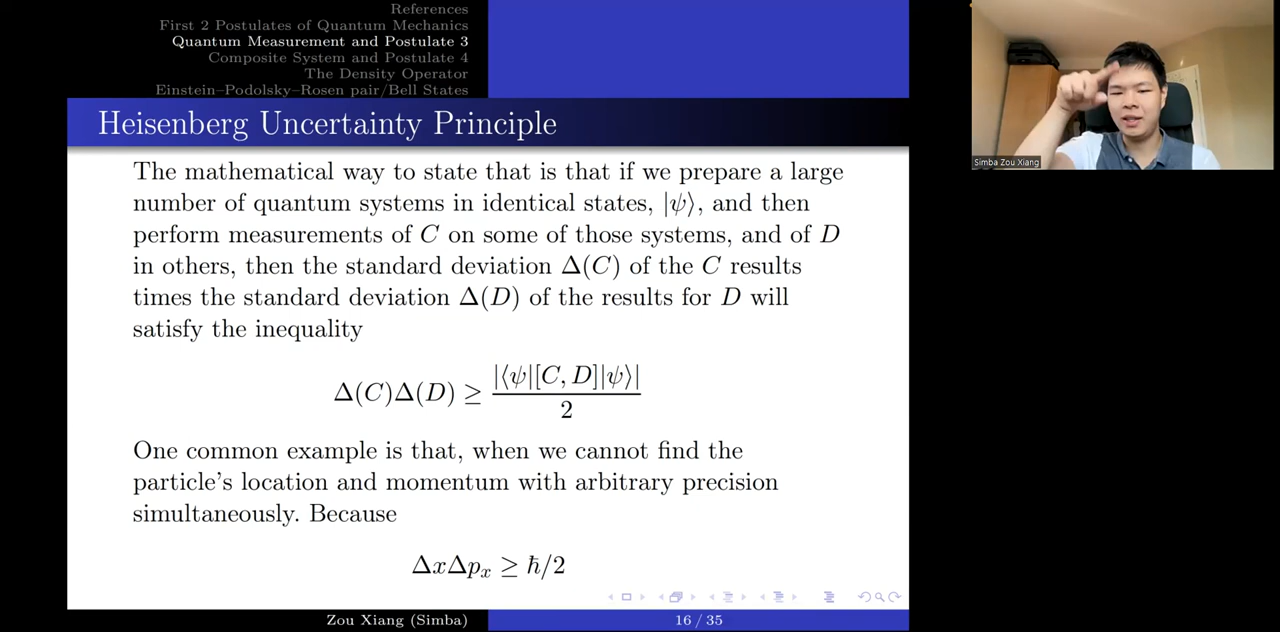 References
First 2 Postulates of Quantum Mechanics
Quantum Measurement and Postulate 3
Composite System and Postulate 4
The Density Operator
Einstein–Podolsky–Rosen pair/Bell States
Heisenberg Uncertainty Principle
The mathematical way to state that is that if we prepare a large
number of quantum systems in identical states, |ψ⟩, and then
perform measurements of C on some of those systems, and of D
in others, then the standard deviation Δ(C) of the C results
times the standard deviation Δ(D) of the results for D will
satisfy the inequality
Δ(C)Δ(D) ≥ |⟨ψ|[C, D]|ψ⟩| / 2
One common example is that, when we cannot find the
particle's location and momentum with arbitrary precision
simultaneously. Because
ΔxΔpₓ ≥ ℏ/2
Zou Xiang (Simba)
16 / 35
Simba Zou Xiang